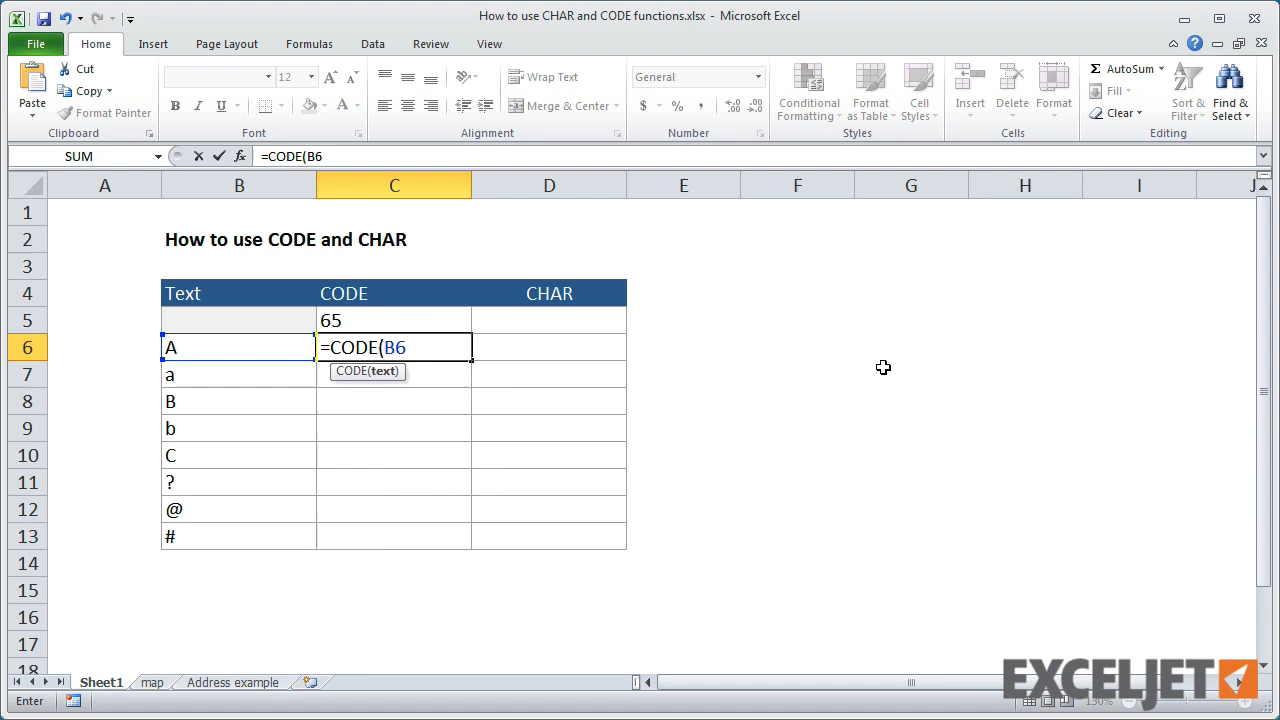 How to use CHAR and CODE functions.xlsx - Microsoft Excel
File Home Insert Page Layout Formulas Data Review View
Paste
Cut
Copy
Format Painter
Clipboard
12
A A
B I U A
Font
Wrap Text
Merge & Center
Alignment
General
$ % ,
Number
Conditional Formatting
Format as Table
Cell Styles
Styles
Insert
Delete
Format
Cells
AutoSum
Fill
Clear
Sort & Filter
Find & Select
Editing
SUM fx =CODE(B6
A B C D E F G H I J
1
2 How to use CODE and CHAR
3
4 Text CODE CHAR
5 65
6 A =CODE(B6
CODE(text)
7 a
8 B
9 b
10 C
11 ?
12 @
13 #
14
15
16
17
18
Sheet1 map Address example
EXCELJET
Enter 130%